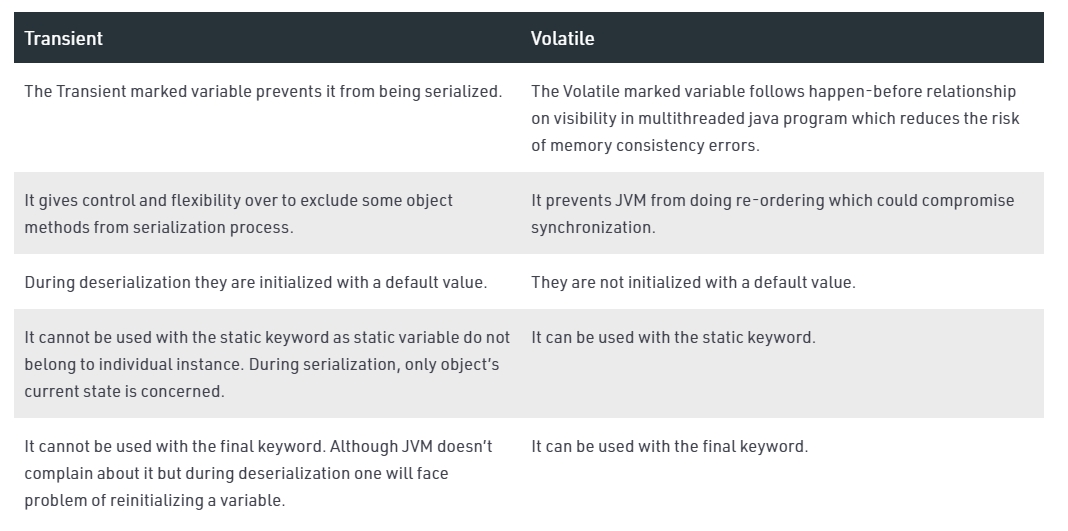 Transient
Volatile
The Transient marked variable prevents it from being serialized.
The Volatile marked variable follows happen-before relationship
on visibility in multithreaded java program which reduces the risk
of memory consistency errors.
It gives control and flexibility over to exclude some object
methods from serialization process.
It prevents JVM from doing re-ordering which could compromise
synchronization.
During deserialization they are initialized with a default value.
They are not initialized with a default value.
It cannot be used with the static keyword as static variable do not
belong to individual instance. During serialization, only object's
current state is concerned.
It can be used with the static keyword.
It cannot be used with the final keyword. Although JVM doesn't
complain about it but during deserialization one will face
problem of reinitializing a variable.
It can be used with the final keyword.